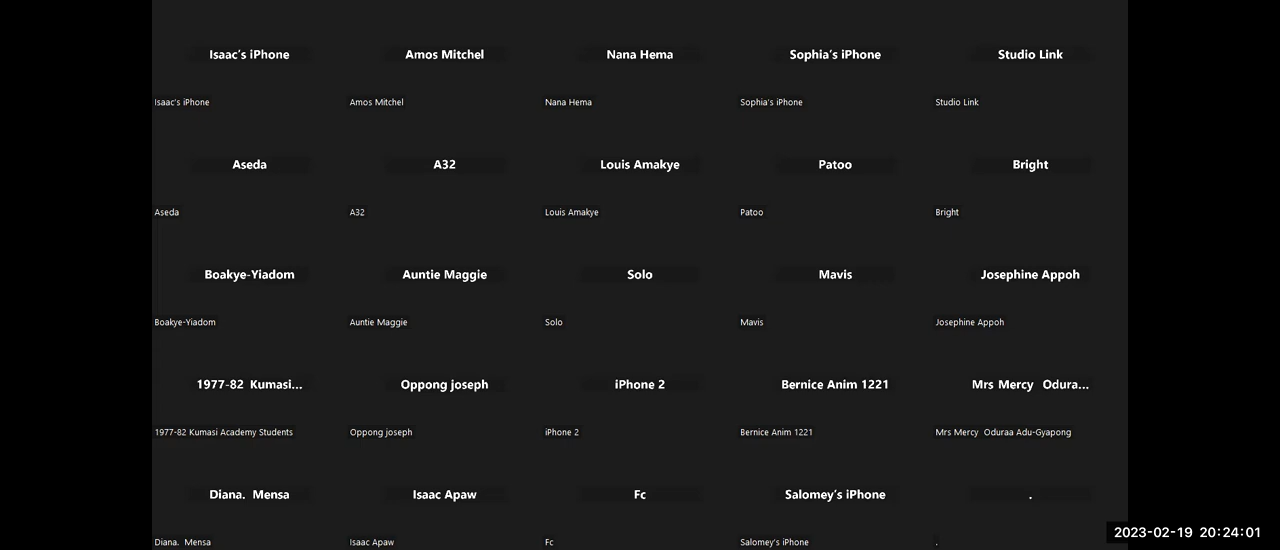 Isaac's iPhone Amos Mitchel Nana Hema Sophia's iPhone Studio Link
Isaac's iPhone Amos Mitchel Nana Hema Sophia's iPhone Studio Link
Aseda A32 Louis Amakye Patoo Bright
Aseda A32 Louis Amakye Patoo Bright
Boakye-Yiadom Auntie Maggie Solo Mavis Josephine Appoh
Boakye-Yiadom Auntie Maggie Solo Mavis Josephine Appoh
1977-82 Kumasi... Oppong joseph iPhone 2 Bernice Anim 1221 Mrs Mercy Odura...
1977-82 Kumasi Academy Students Oppong joseph iPhone 2 Bernice Anim 1221 Mrs Mercy Oduraa Adu-Gyapong
Diana. Mensa Isaac Apaw Fc Salomey's iPhone .
2023-02-19 20:24:01
Diana. Mensa Isaac Apaw Fc Salomey's iPhone .